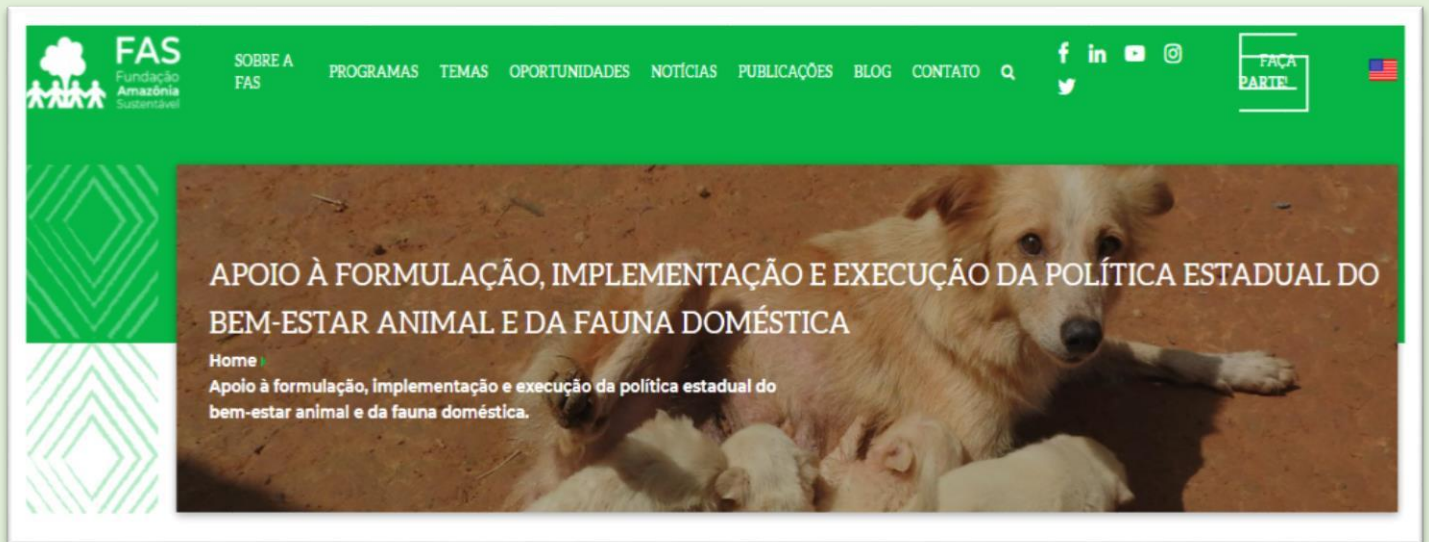 FAS
Fundação
Amazônia
Sustentável
SOBRE A
FAS
PROGRAMAS TEMAS OPORTUNIDADES NOTÍCIAS PUBLICAÇÕES BLOG CONTATO
FAÇA
PARTE!
APOIO À FORMULAÇÃO, IMPLEMENTAÇÃO E EXECUÇÃO DA POLÍTICA ESTADUAL DO
BEM-ESTAR ANIMAL E DA FAUNA DOMÉSTICA
Home
Apoio à formulação, implementação e execução da política estadual do
bem-estar animal e da fauna doméstica.